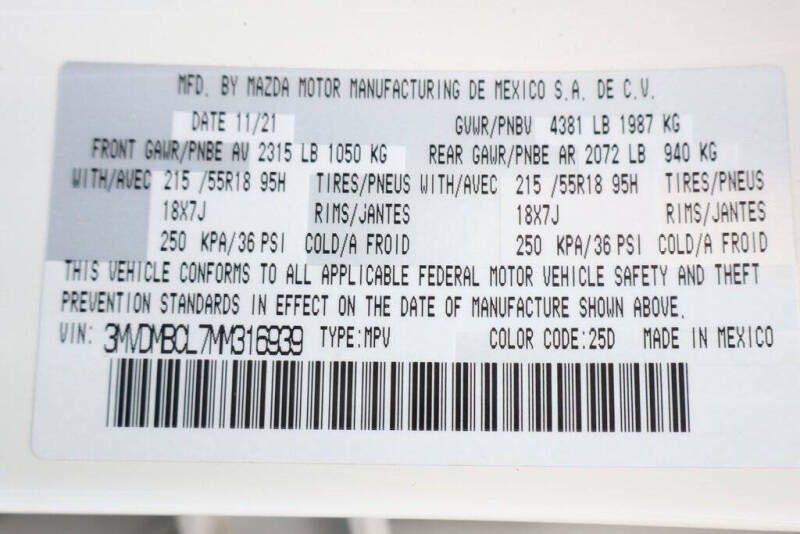 MFD. BY MAZDA MOTOR MANUFACTURING DE MEXICO S.A. DE C.V.
DATE 11/21 GVWR/PNBV 4381 LB 1987 KG
FRONT GAWR/PNBE AV 2315 LB 1050 KG REAR GAWR/PNBE AR 2072 LB 940 KG
WITH/AVEC 215 /55R18 95H TIRES/PNEUS WITH/AVEC 215 /55R18 95H TIRES/PNEUS
18X7J RIMS/JANTES 18X7J RIMS/JANTES
250 KPA/36 PSI COLD/A FROID 250 KPA/36 PSI COLD/A FROID
THIS VEHICLE CONFORMS TO ALL APPLICABLE FEDERAL MOTOR VEHICLE SAFETY AND THEFT
PREVENTION STANDARDS IN EFFECT ON THE DATE OF MANUFACTURE SHOWN ABOVE.
VIN: 3MVDMBCL7MM316939 TYPE:MPV COLOR CODE:25D MADE IN MEXICO